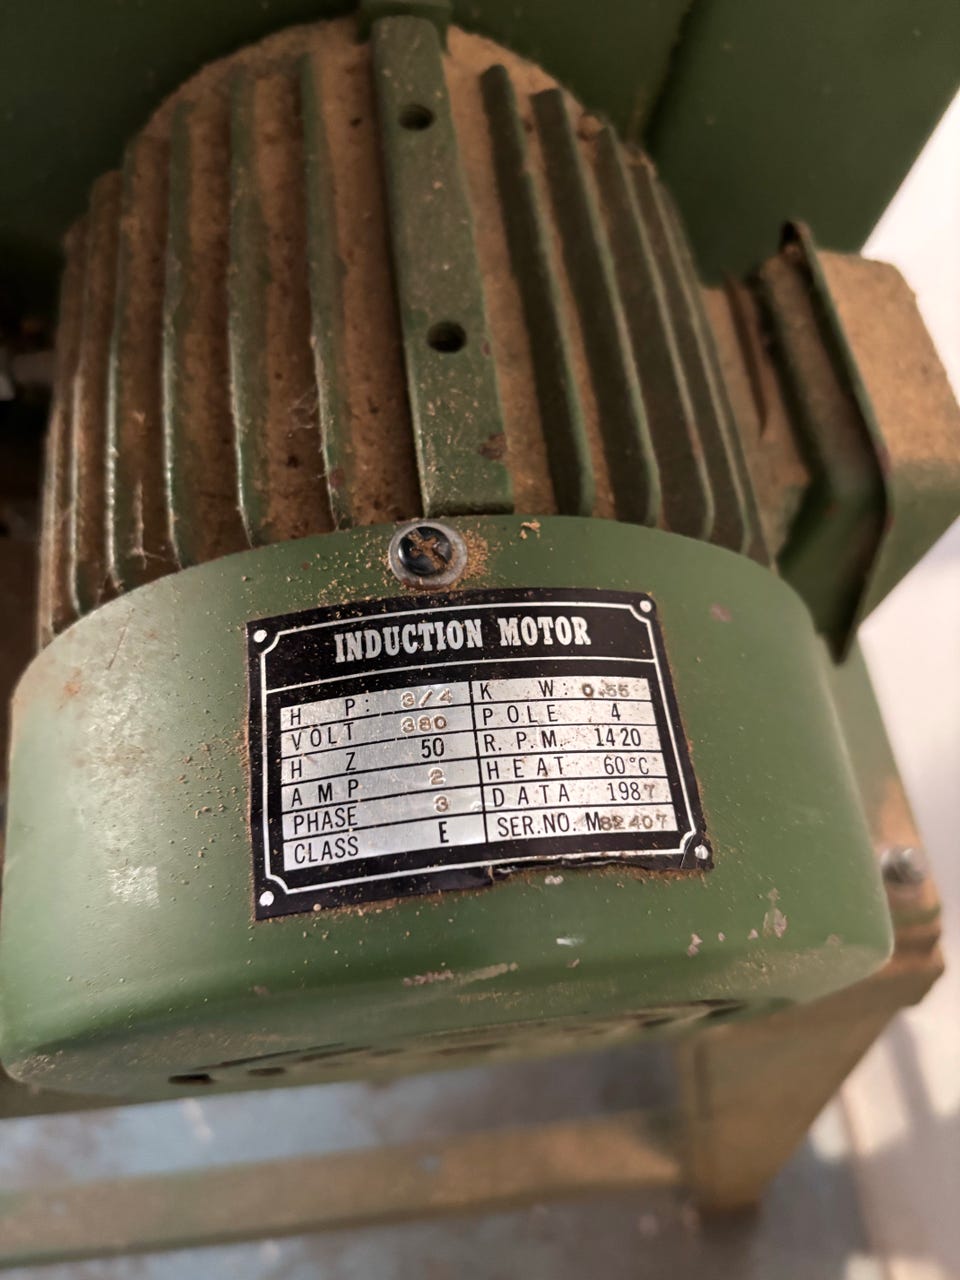 INDUCTION MOTOR
H P: 3/4 K W: 0.55
VOLT 380 POLE 4
H Z 50 R. P. M. 1420
AMP 2 HEAT 60°C
PHASE 3 DATA 1987
CLASS E SER.NO. M82407